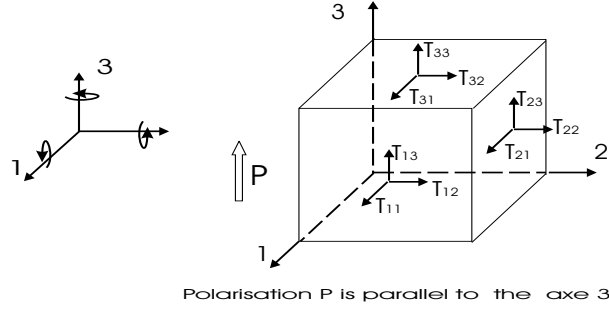 3
1
P
3
T33
T32
T31
T23
T22
T21
T13
T12
T11
2
1
Polarisation P is parallel to the axe 3